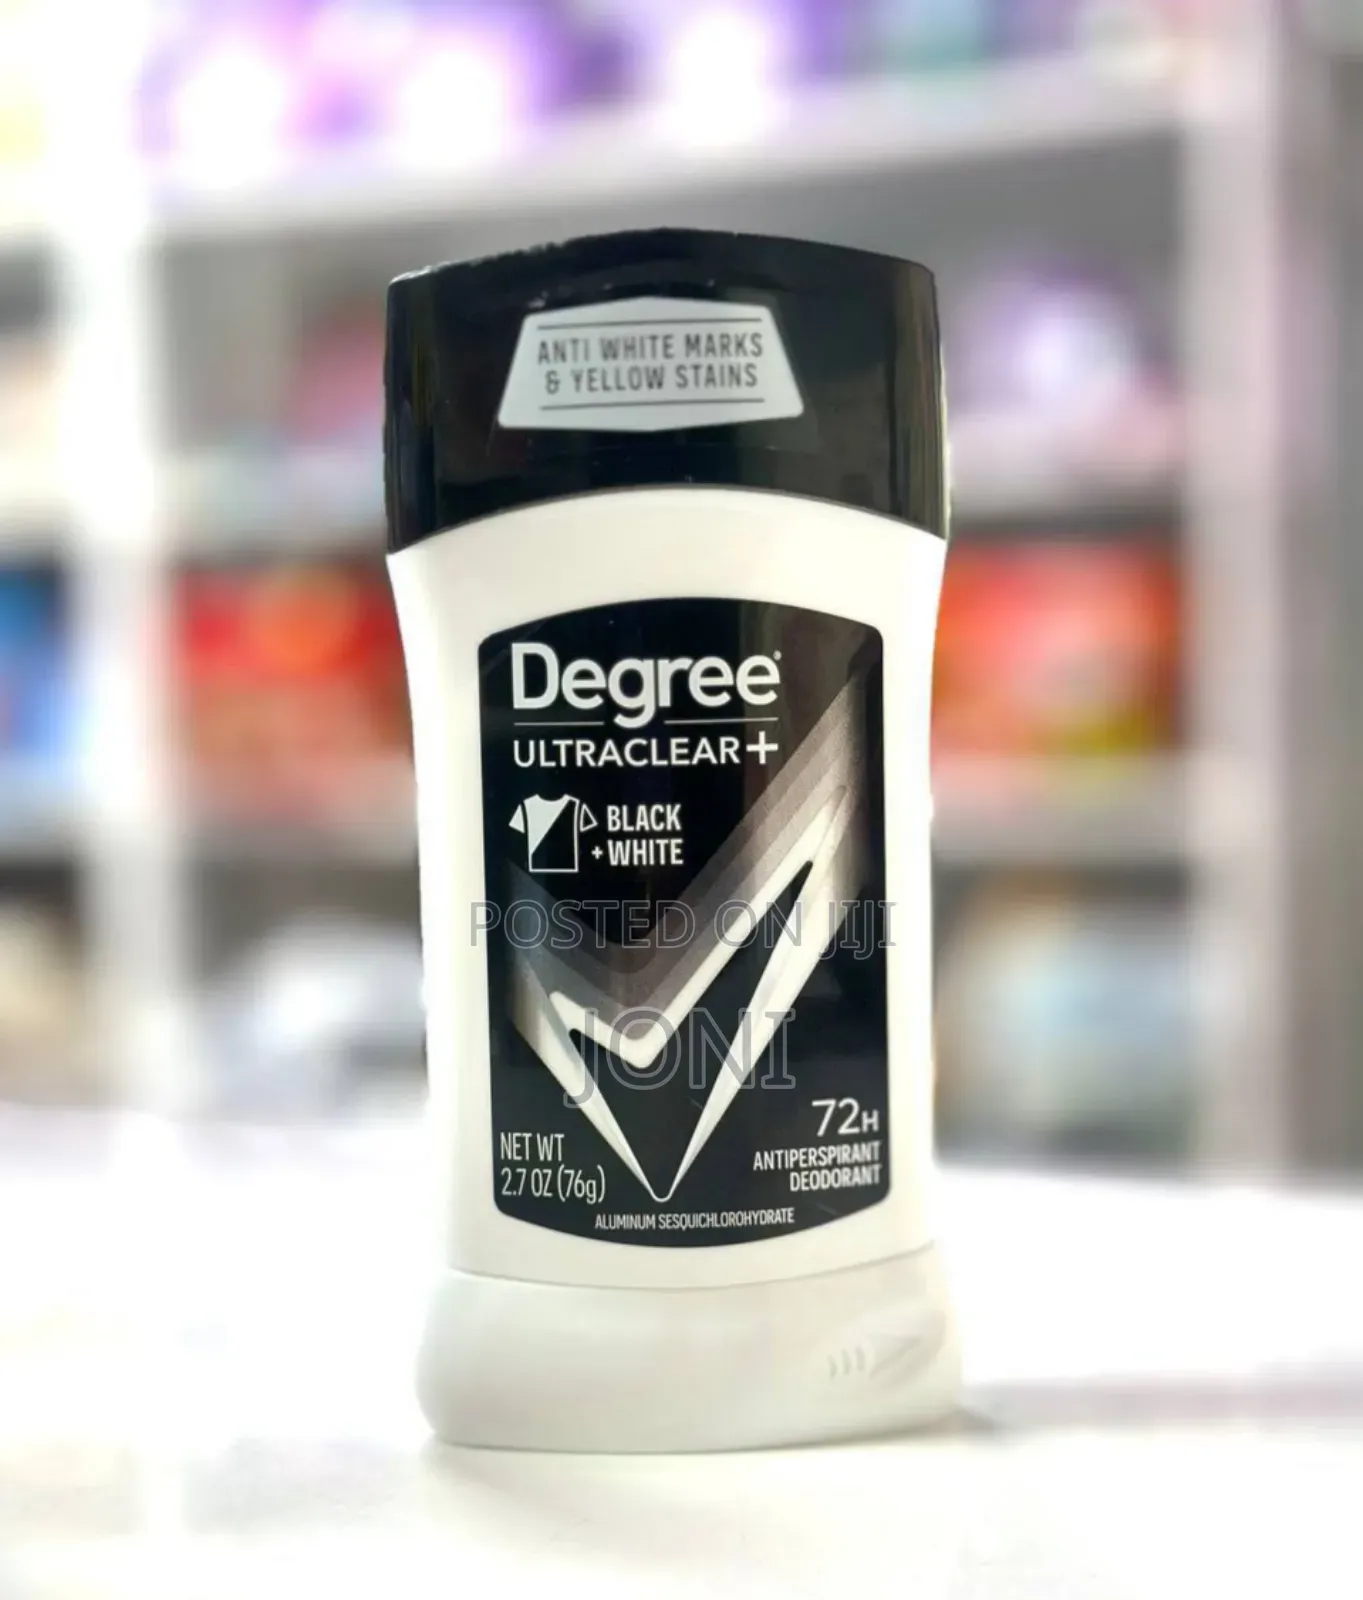 ANTI WHITE MARKS
& YELLOW STAINS
Degree
ULTRACLEAR+
BLACK
+ WHITE
POSTED ON JIJI
JONI
72H
ANTIPERSPIRANT
DEODORANT
NET WT
2.7 OZ (76g)
ALUMINUM SESQUICHLOROHYDRATE